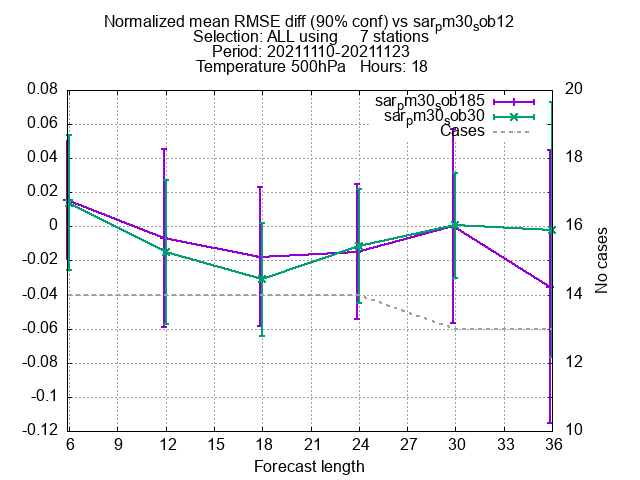 Normalized mean RMSE diff (90% conf) vs sarpm30sob12
Selection: ALL using 7 stations
Period: 20211110-20211123
Temperature 500hPa Hours: 18
sarpm30sob185
sarpm30sob30
Cases
0.08
0.06
0.04
0.02
0
-0.02
-0.04
-0.06
-0.08
-0.1
-0.12
20
18
16
14
12
10
No cases
6 9 12 15 18 21 24 27 30 33 36
Forecast length